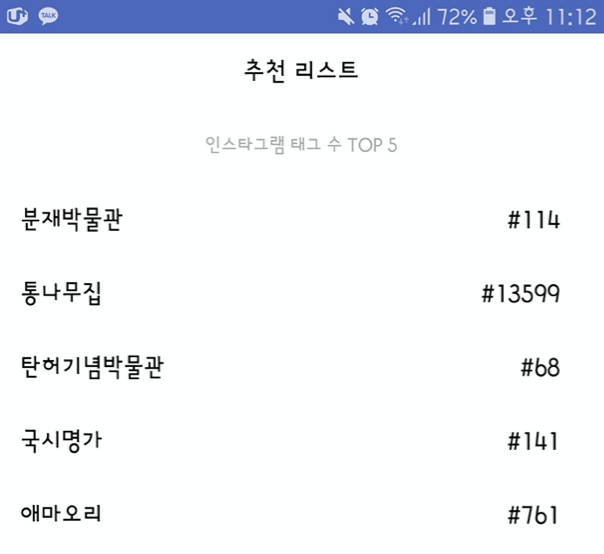 TALK 72% 오후 11:12
추천 리스트
인스타그램 태그 수 TOP 5
분재박물관 #114
통나무집 #13599
탄허기념박물관 #68
국시명가 #141
애마오리 #761